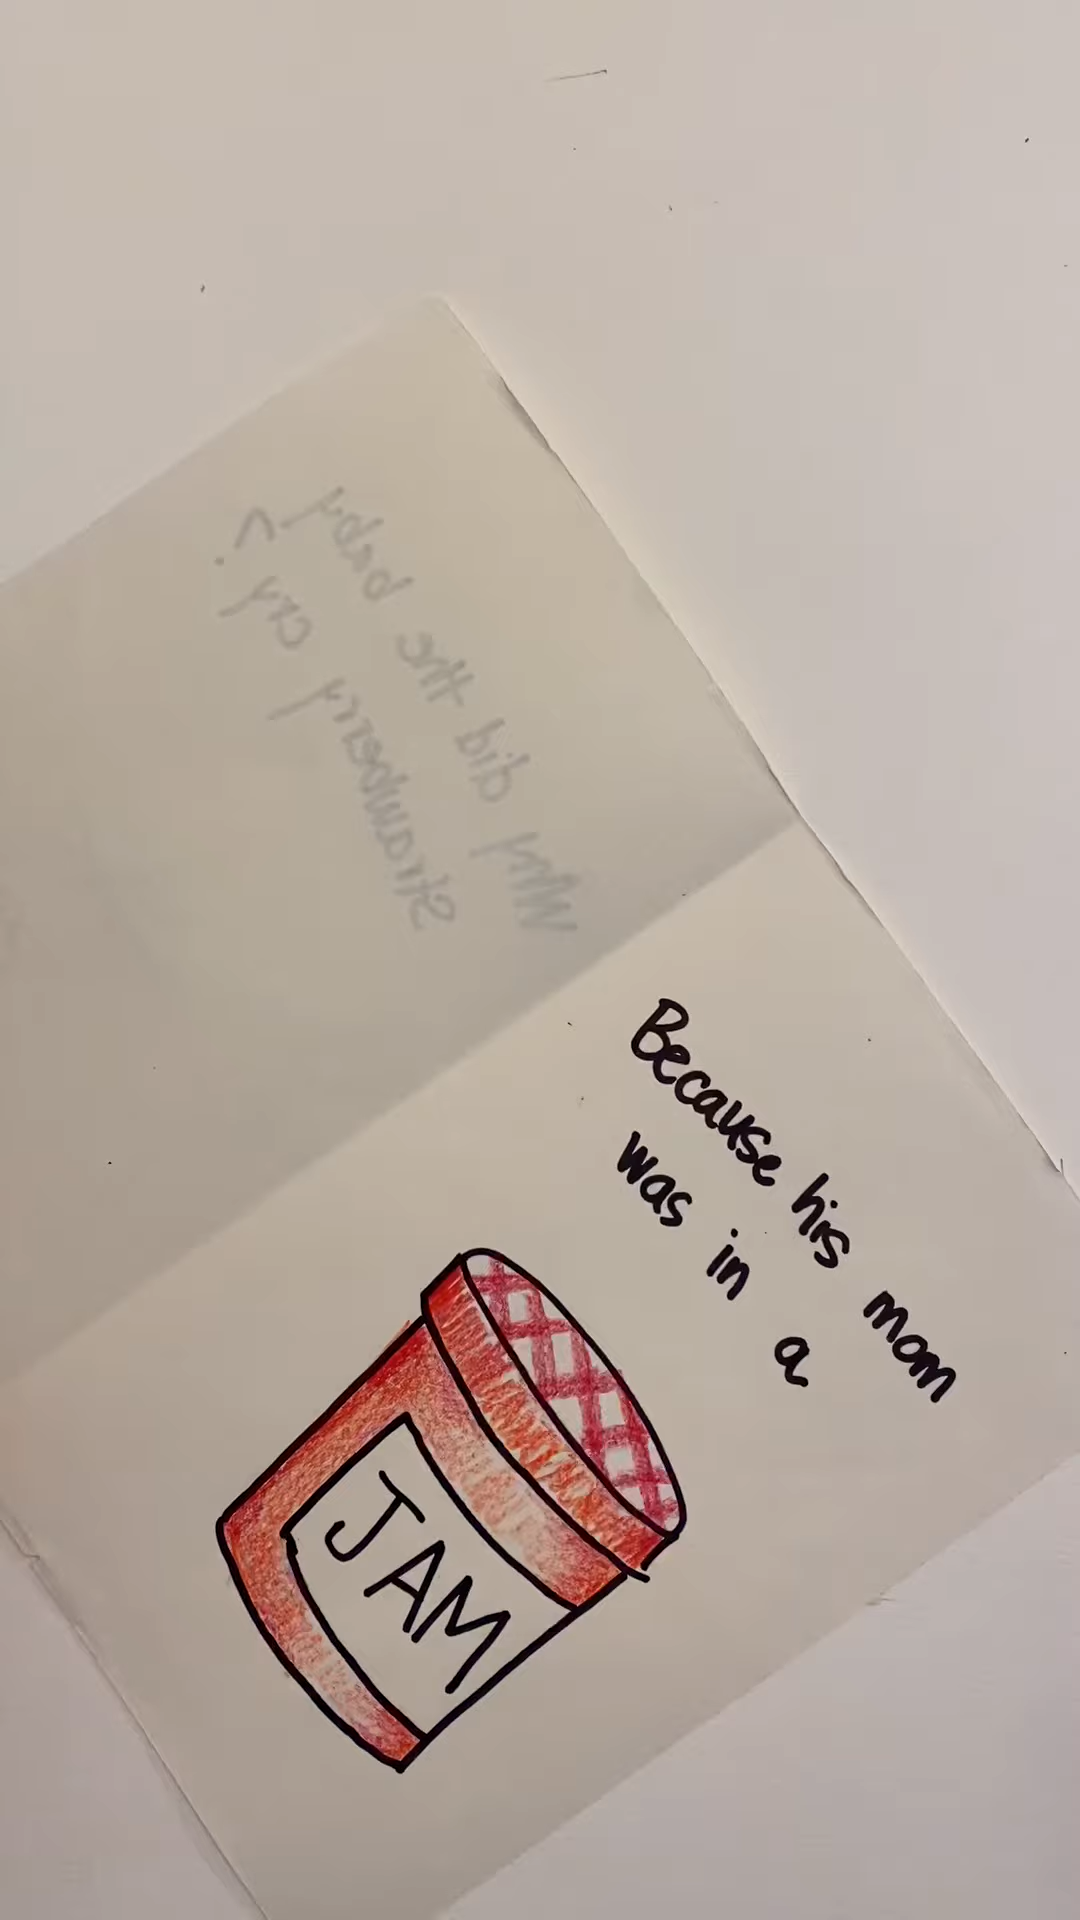 Why did the baby
Strawberry cry?
Because his mom
was in a
JAM